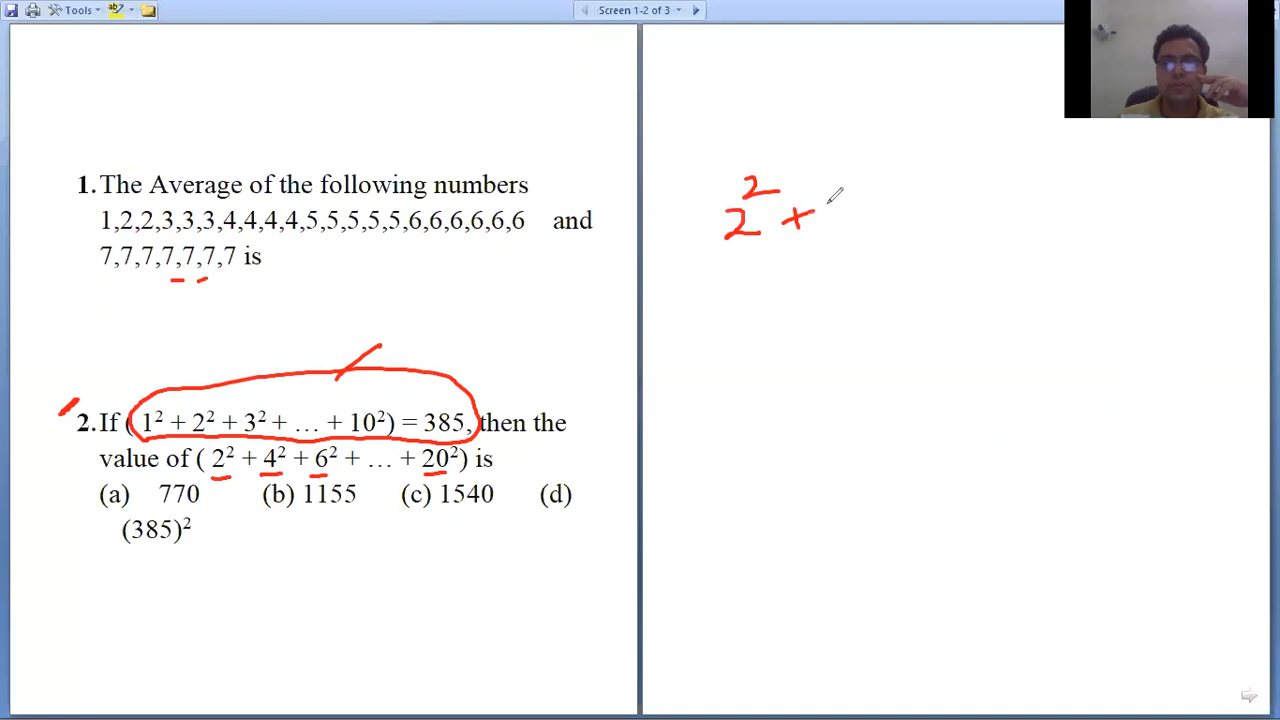 Tools
Screen 1-2 of 3
1. The Average of the following numbers
1,2,2,3,3,3,4,4,4,4,5,5,5,5,5,6,6,6,6,6,6 and
7,7,7,7,7,7,7 is
2. If ( 1² + 2² + 3² + … + 10²) = 385, then the
value of ( 2² + 4² + 6² + … + 20²) is
(a) 770 (b) 1155 (c) 1540 (d)
(385)²
2² +